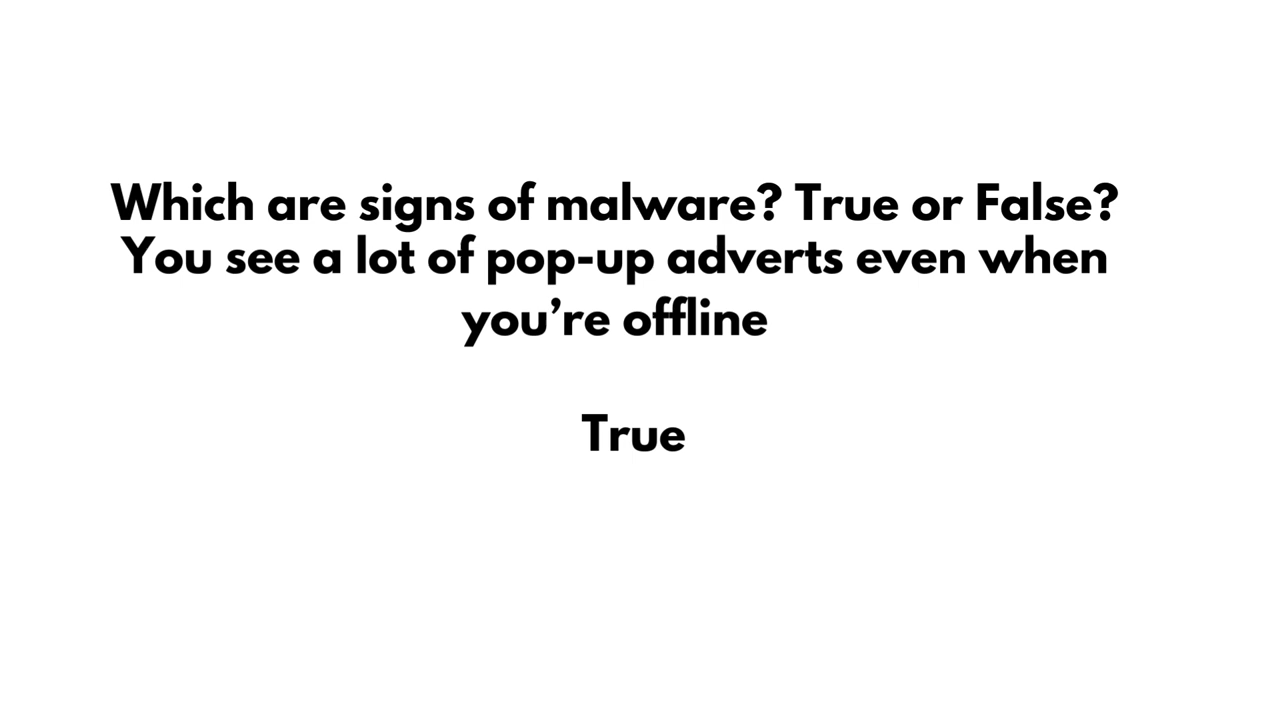 Which are signs of malware? True or False?
You see a lot of pop-up adverts even when
you’re offline
True